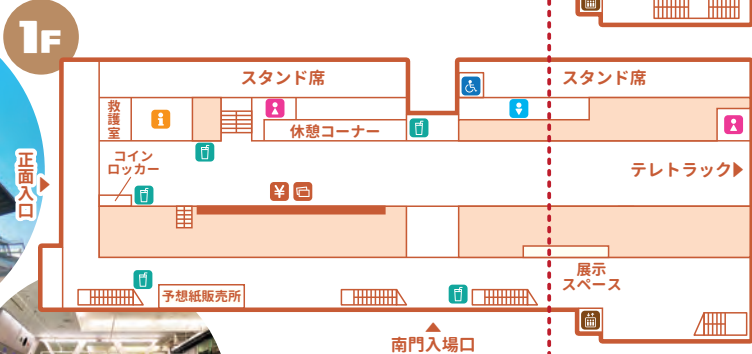 1F
スタンド席
スタンド席
救護室
休憩コーナー
コイン
ロッカー
正面入口
テレトラック
¥
予想紙販売所
展示
スペース
南門入場口